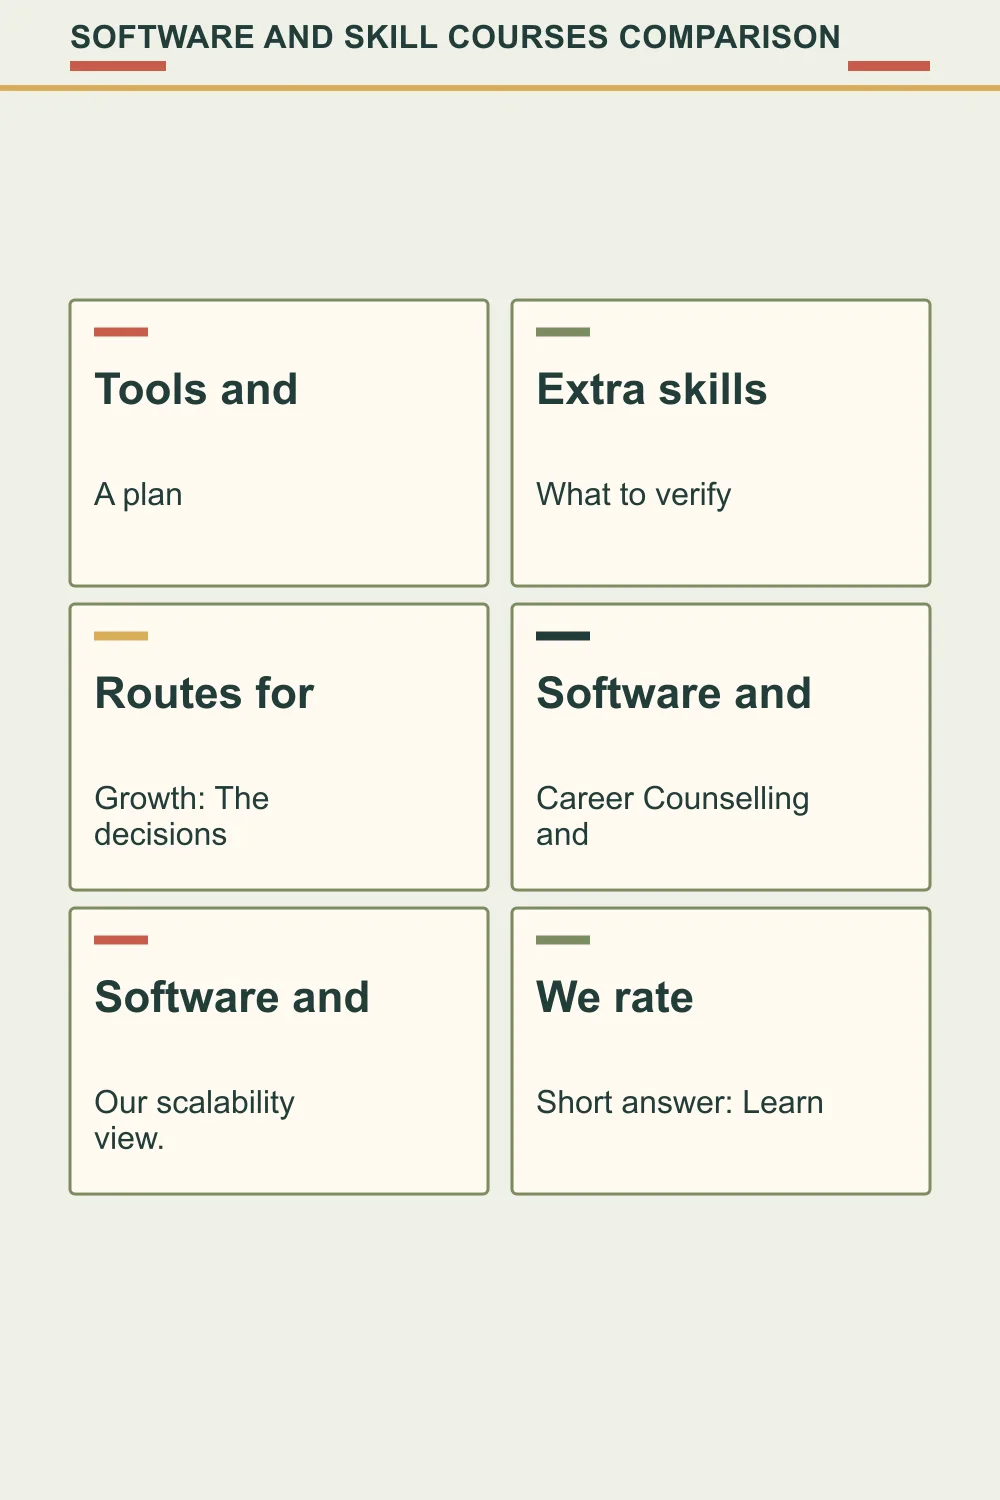 SOFTWARE AND SKILL COURSES COMPARISON
Tools and
A plan
Extra skills
What to verify
Routes for
Growth: The
decisions
Software and
Career Counselling
and
Software and
Our scalability
view.
We rate
Short answer: Learn